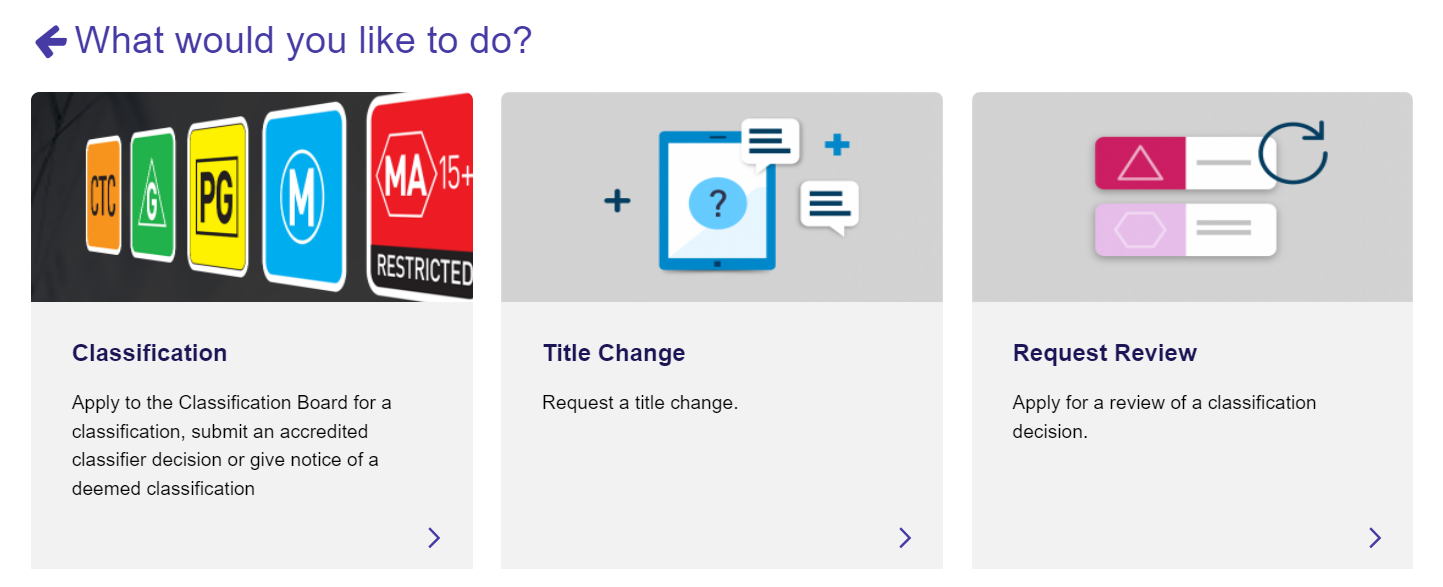 What would you like to do?
CTC
G
PG
M
MA 15+
RESTRICTED
?
Classification
Apply to the Classification Board for a
classification, submit an accredited
classifier decision or give notice of a
deemed classification
Title Change
Request a title change.
Request Review
Apply for a review of a classification
decision.